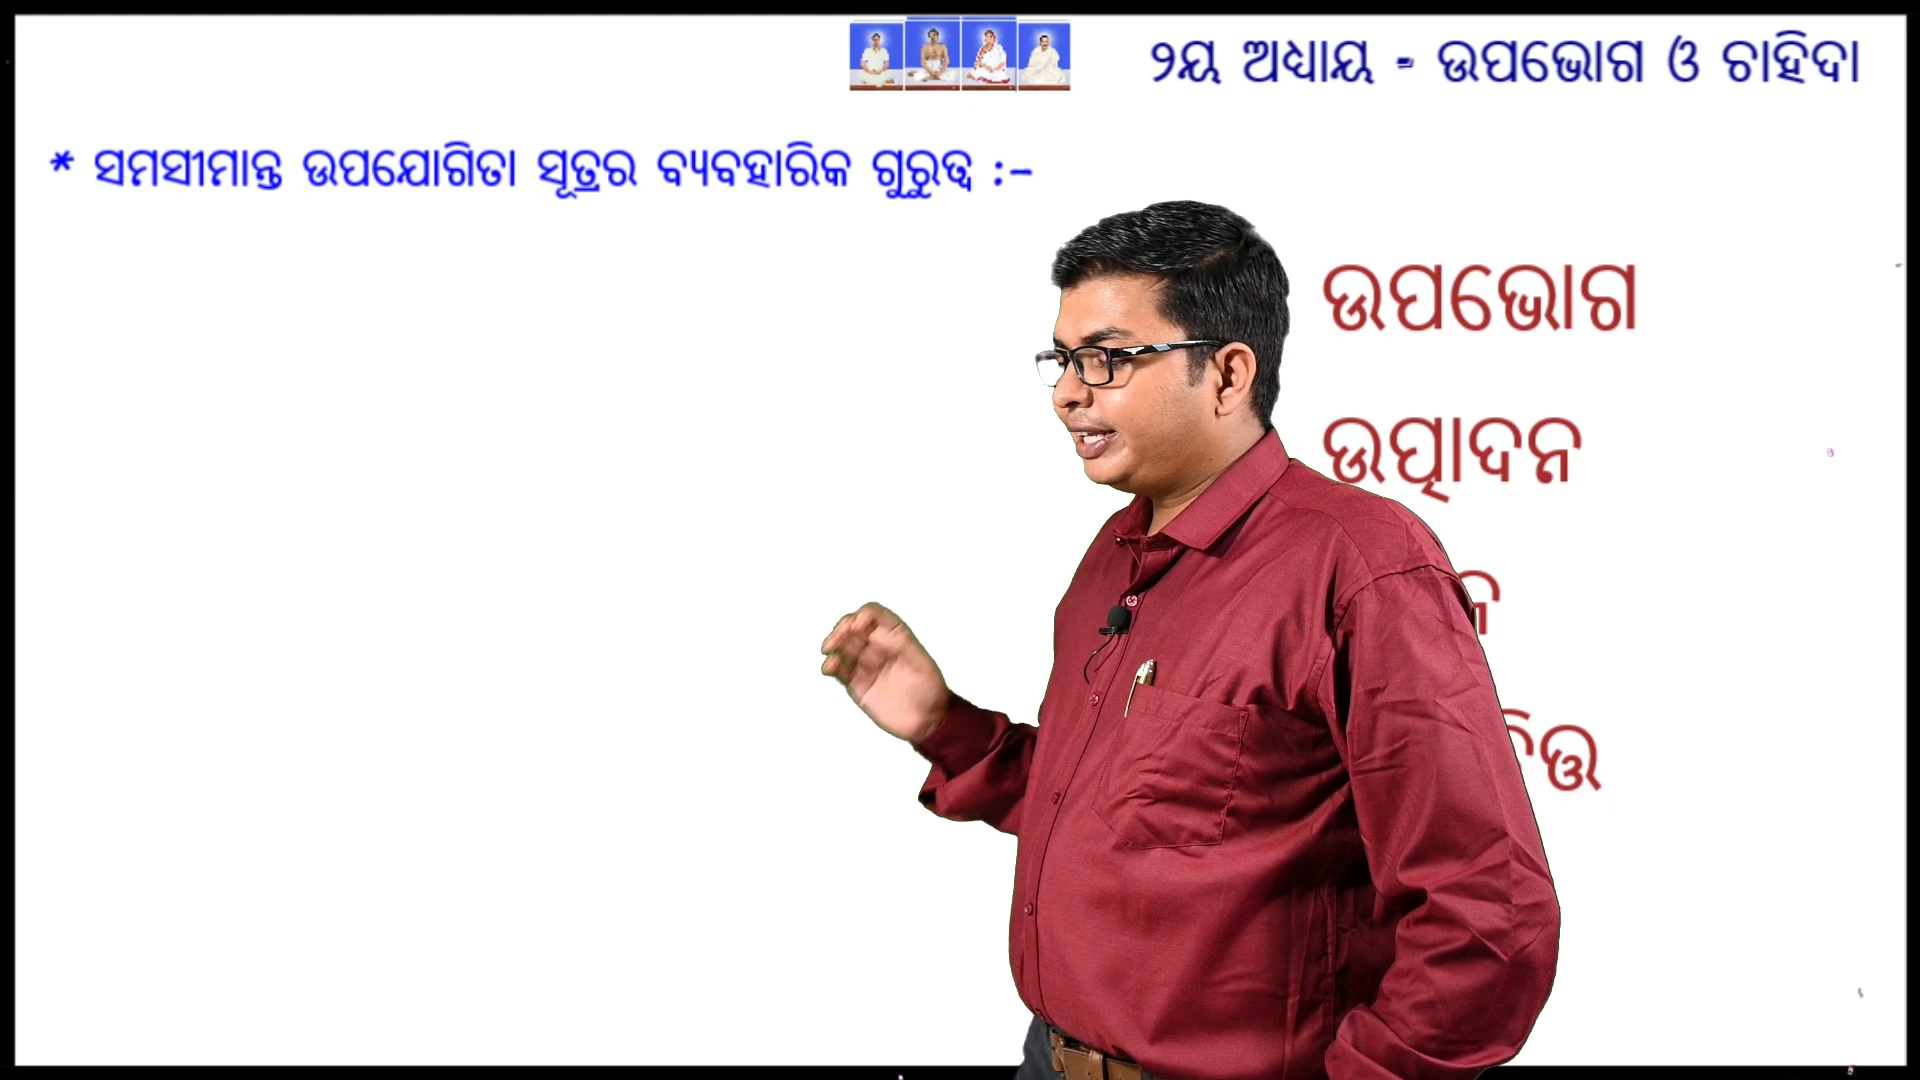 ୨ୟ ଅଧ୍ୟାୟ - ଉପଭୋଗ ଓ ଚାହିଦା
* ସମସୀମାନ୍ତ ଉପଯୋଗିତା ସୂତ୍ରର ବ୍ୟବହାରିକ ଗୁରୁତ୍ୱ :-
ଉପଭୋଗ
ଉତ୍ପାଦନ